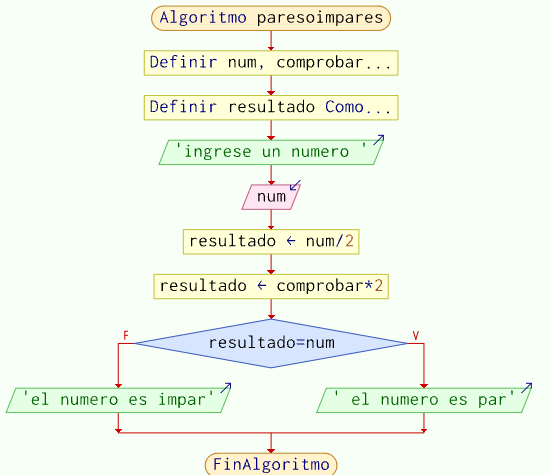 Algoritmo paresoimpares
Definir num, comprobar...
Definir resultado Como...
'ingrese un numero '
num
resultado ← num/2
resultado ← comprobar*2
F
V
resultado=num
'el numero es impar'
' el numero es par'
FinAlgoritmo